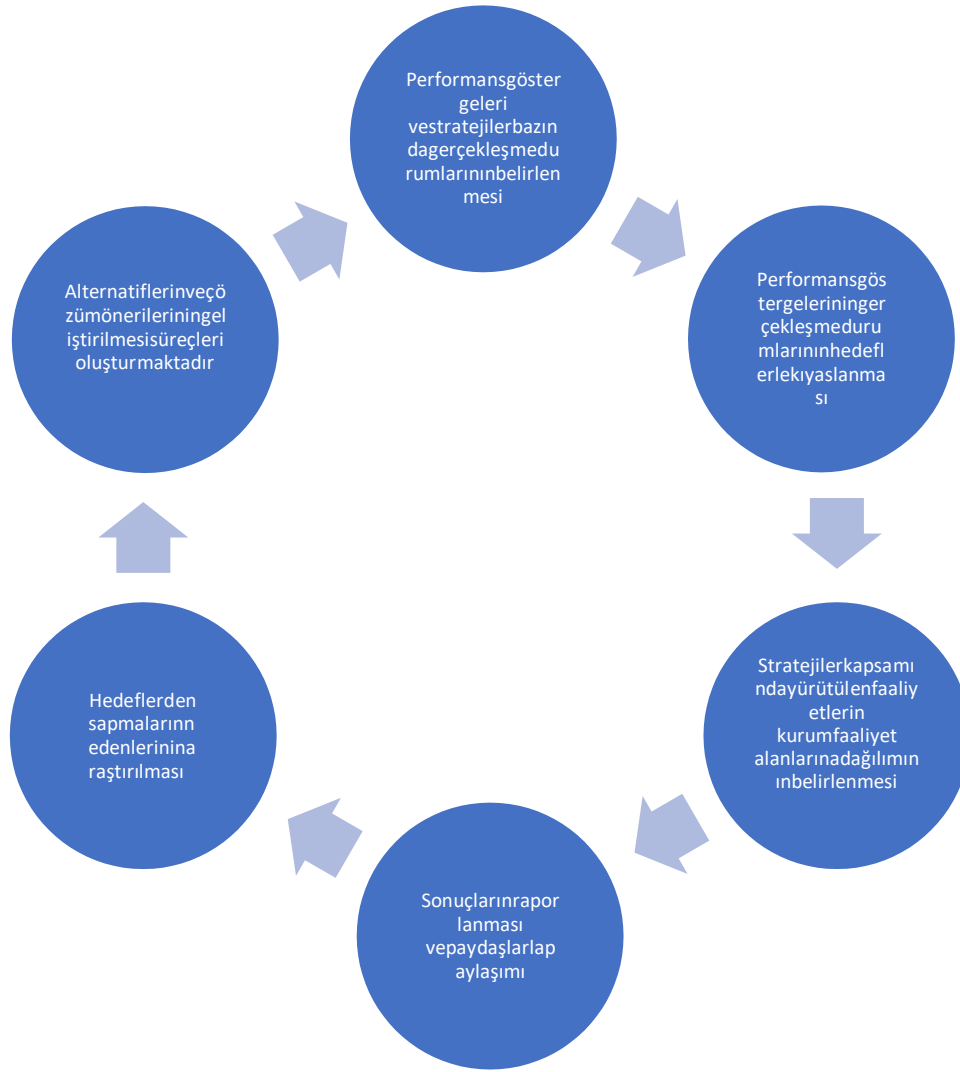 Performansgöster
geleri
vestratejilerbazın
dagerçekleşmedu
rumlarınınbelirlen
mesi
Performansgös
tergelerininger
çekleşmeduru
mlarınınhedefl
erlekıyaslanma
sı
Stratejilerkapsamı
ndayürütülenfaaliy
etlerin
kurumfaaliyet
alanlarınadağılımın
ınbelirlenmesi
Sonuçlarınrapor
lanması
vepaydaşlarlap
aylaşımı
Hedeflerden
sapmalarınn
edenlerinina
raştırılması
Alternatiflerinveçö
zümönerileriningel
iştirilmesisüreçleri
oluşturmaktadır